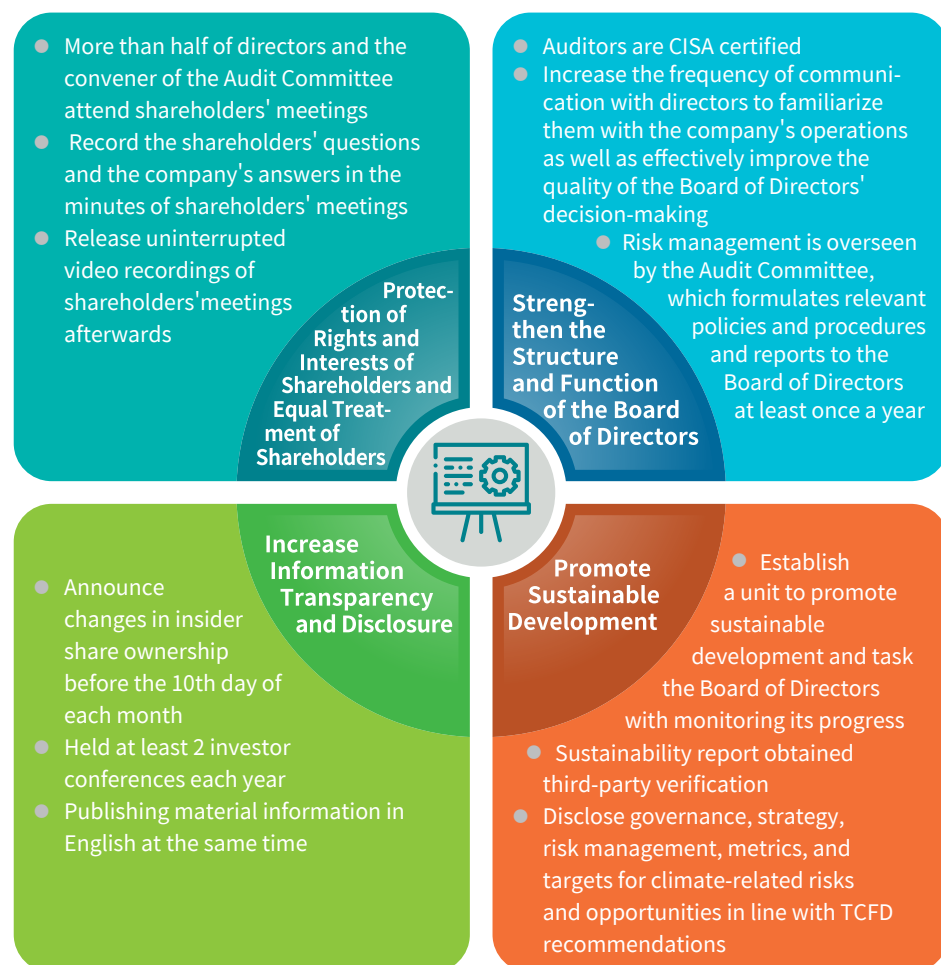 More than half of directors and the
convener of the Audit Committee
attend shareholders' meetings
Record the shareholders' questions
and the company's answers in the
minutes of shareholders' meetings
Release uninterrupted
video recordings of
shareholders'meetings
afterwards
Protec-
tion of
Rights and
Interests of
Shareholders and
Equal Treat-
ment of
Shareholders
Auditors are CISA certified
Increase the frequency of communi-
cation with directors to familiarize
them with the company's operations
as well as effectively improve the
quality of the Board of Directors'
decision-making
Risk management is overseen
by the Audit Committee,
which formulates relevant
policies and procedures
and reports to the
Board of Directors
at least once a year
Streng-
then the
Structure
and Function
of the Board
of Directors
Increase
Information
Transparency
and Disclosure
Announce
changes in insider
share ownership
before the 10th day of
each month
Held at least 2 investor
conferences each year
Publishing material information in
English at the same time
Promote
Sustainable
Development
Establish
a unit to promote
sustainable
development and task
the Board of Directors
with monitoring its progress
Sustainability report obtained
third-party verification
Disclose governance, strategy,
risk management, metrics, and
targets for climate-related risks
and opportunities in line with TCFD
recommendations